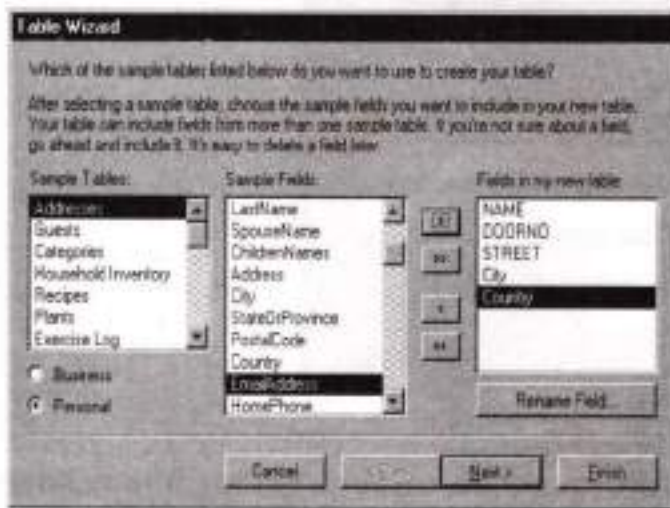 Table Wizard
Which of the sample tables listed below do you want to use to create your table?
After selecting a sample table, choose the sample fields you want to include in your new table.
Your table can include fields from more than one sample table. If you're not sure about a field,
go ahead and include it. It's easy to delete a field later.
Sample Tables:
Addresses
Guests
Categories
Household Inventory
Recipes
Plants
Exercise Log
Business
Personal
Sample Fields:
LastName
SpouseName
ChildrenNames
Address
City
StateOrProvince
PostalCode
Country
EmailAddress
HomePhone
>
>>
<
<<
Fields in my new table:
NAME
DOORNO
STREET
City
Country
Rename Field...
Cancel
Next >
Finish